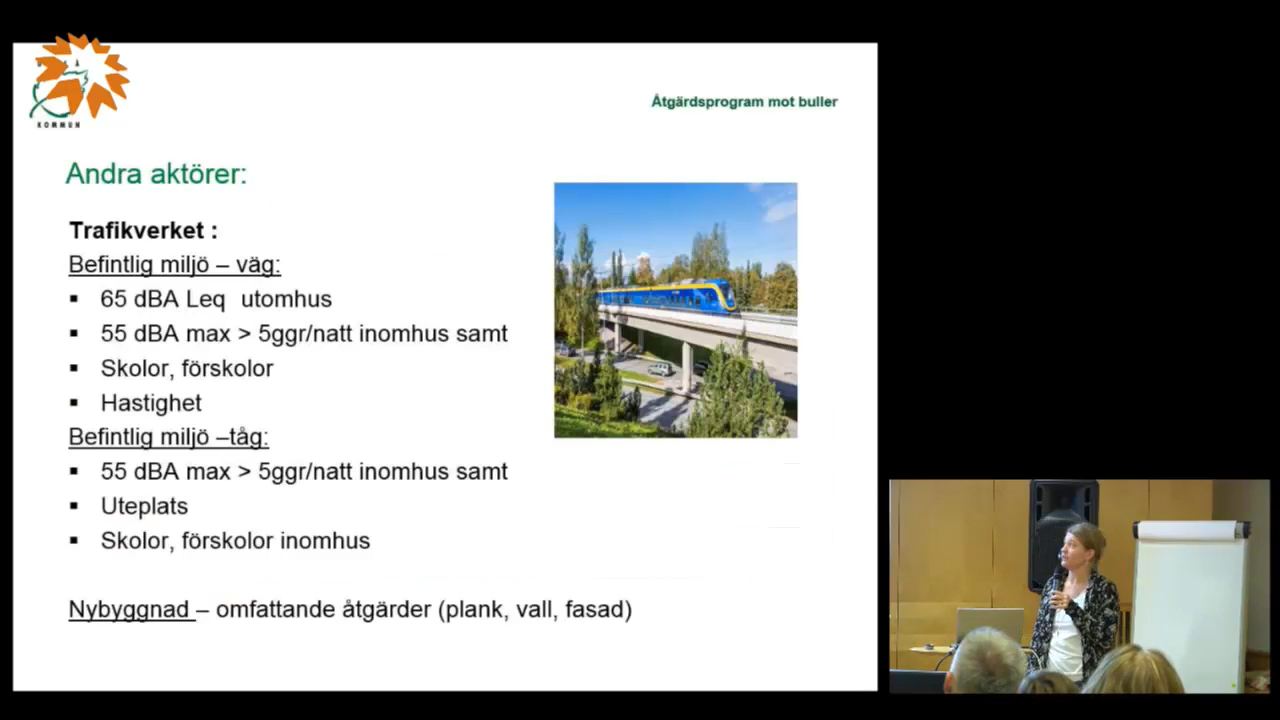 KOMMUN
Åtgärdsprogram mot buller
Andra aktörer:
Trafikverket :
Befintlig miljö – väg:
▪ 65 dBA Leq utomhus
▪ 55 dBA max > 5ggr/natt inomhus samt
▪ Skolor, förskolor
▪ Hastighet
Befintlig miljö –tåg:
▪ 55 dBA max > 5ggr/natt inomhus samt
▪ Uteplats
▪ Skolor, förskolor inomhus
Nybyggnad – omfattande åtgärder (plank, vall, fasad)